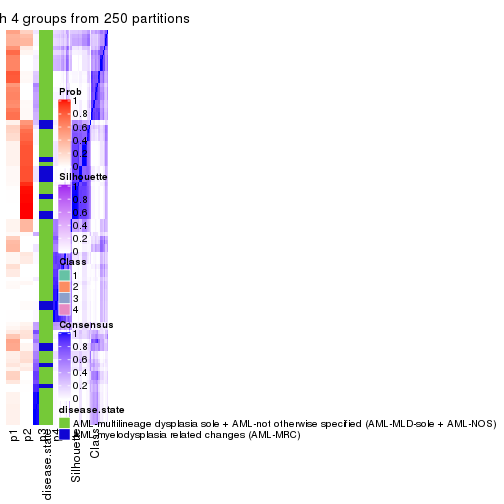 h 4 groups from 250 partitions
Prob
1
0.8
0.6
0.4
0.2
0
Silhouette
1
0.8
0.6
0.4
0.2
0
Class
1
2
3
4
Consensus
1
0.8
0.6
0.4
0.2
0
disease.state
AML-multilineage dysplasia sole + AML-not otherwise specified (AML-MLD-sole + AML-NOS)
AML-myelodysplasia related changes (AML-MRC)
p1
p2
p3
p4
disease.state
Silhouette
Class